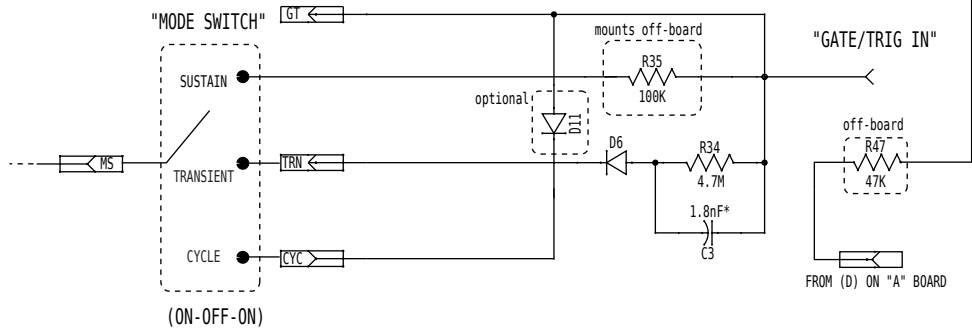 GT
"MODE SWITCH"
mounts off-board
"GATE/TRIG IN"
R35
SUSTAIN
100K
optional
D11
off-board
D6
R47
R34
MS
TRN
TRANSIENT
4.7M
47K
1.8nF*
CYCLE
CYC
C3
FROM (D) ON "A" BOARD
(ON-OFF-ON)